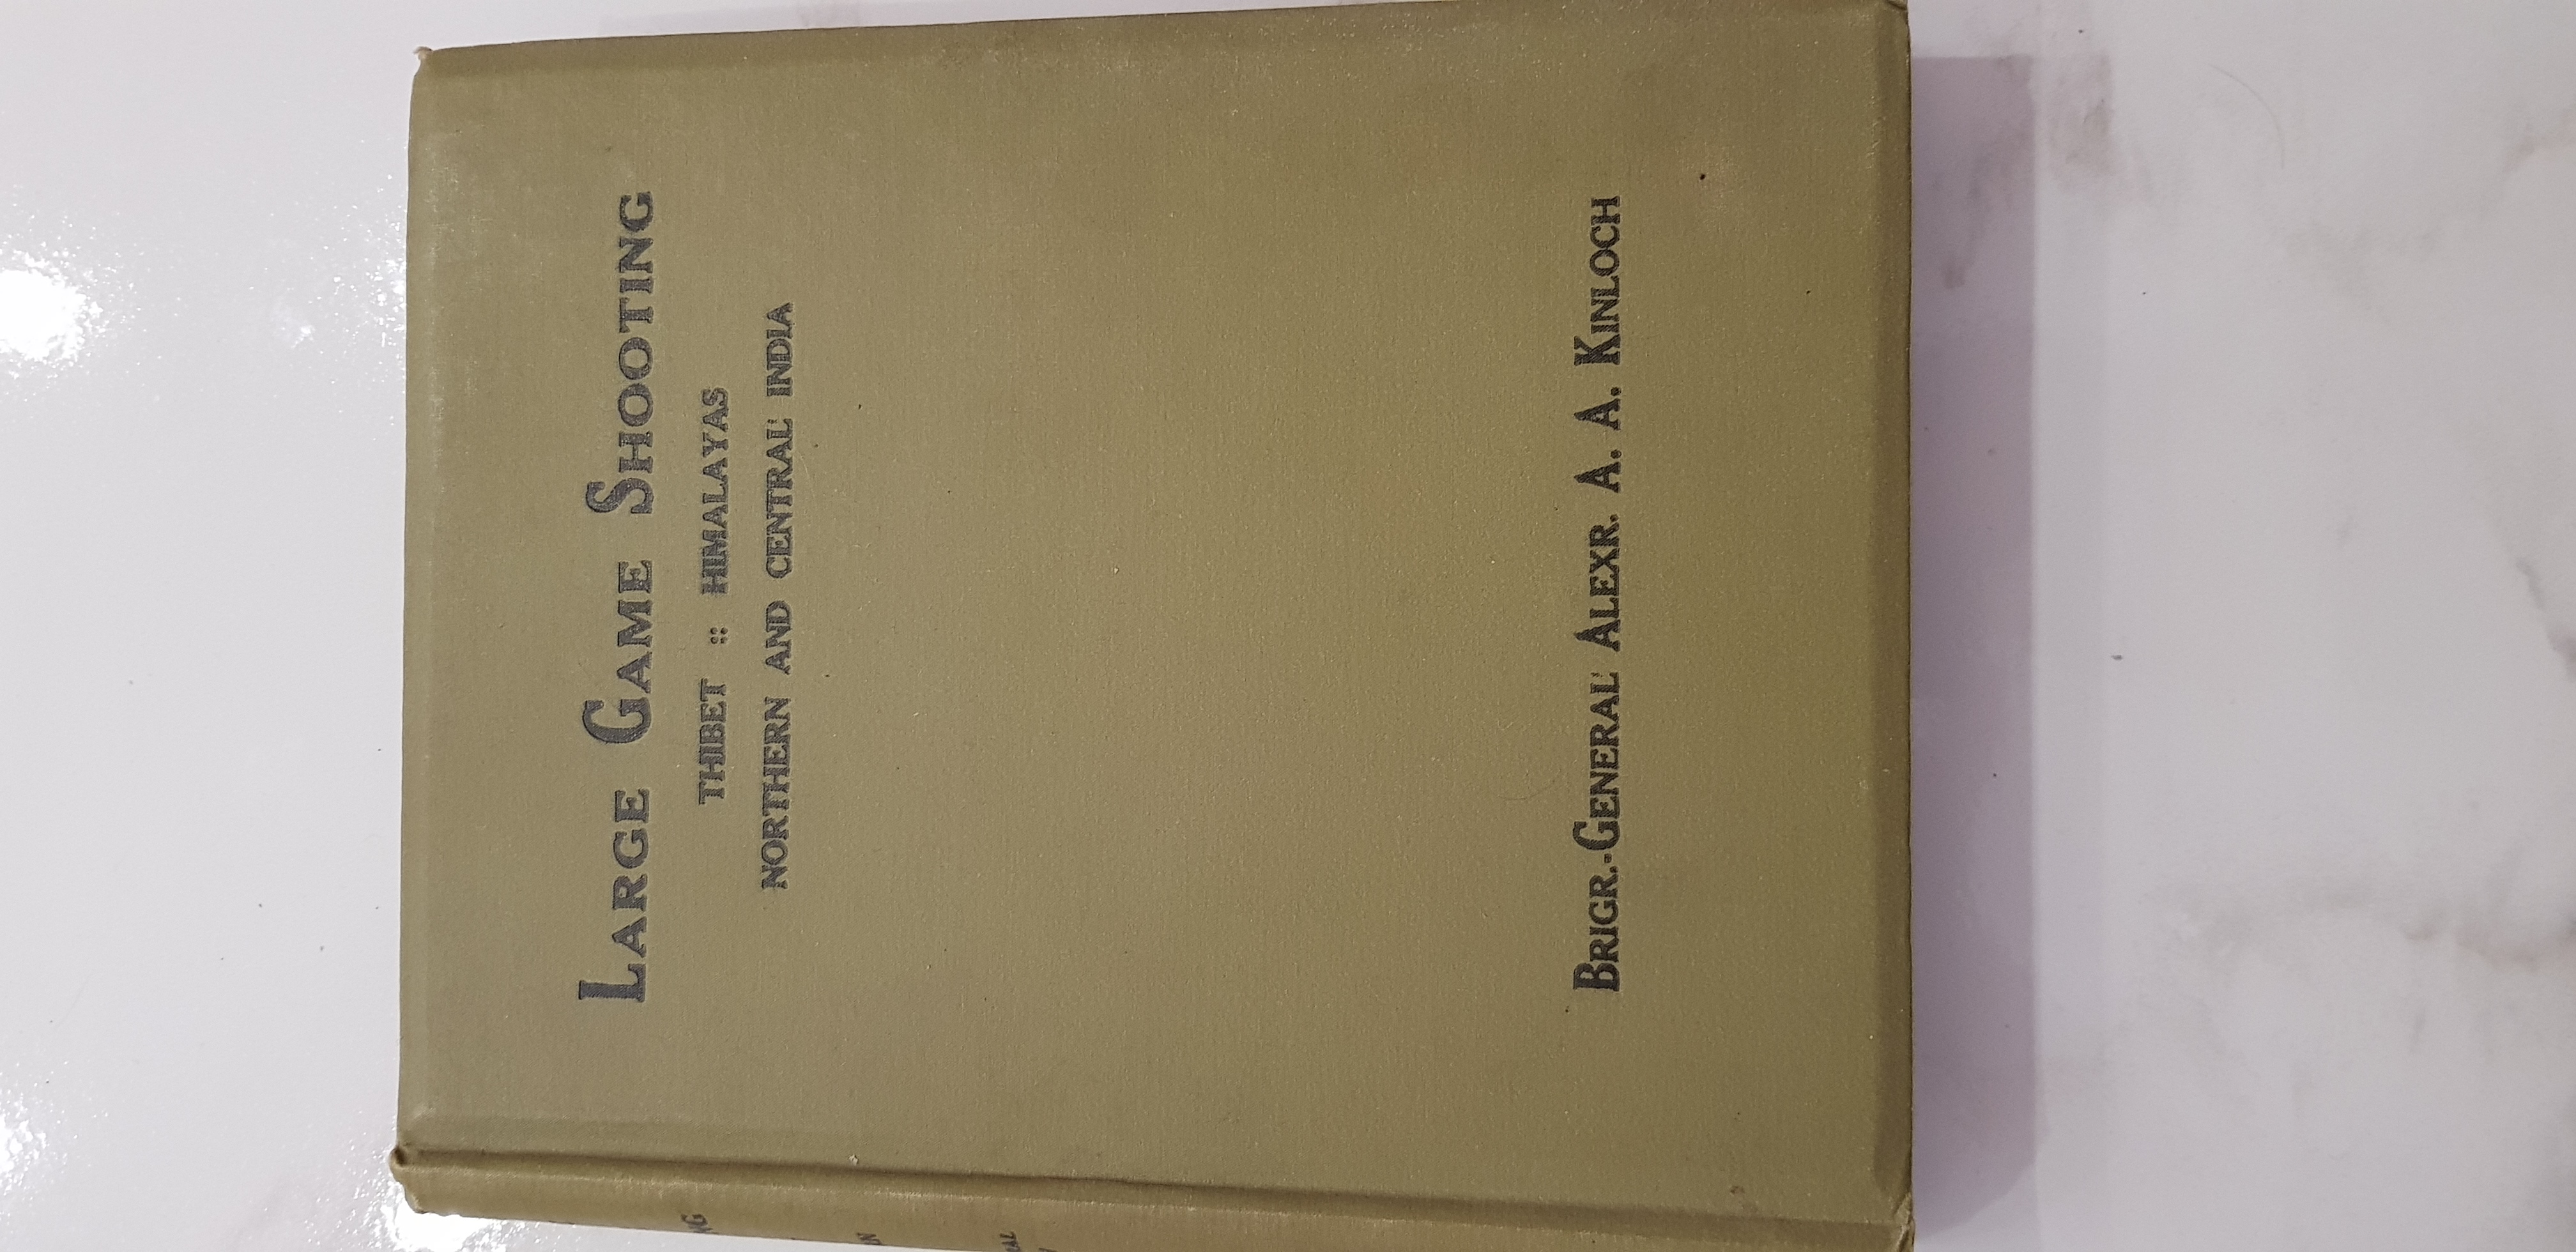 LARGE GAME SHOOTING
THIBET :: HIMALAYAS
NORTHERN AND CENTRAL INDIA
BRIGR.-GENERAL ALEXR. A. A. KINLOCH